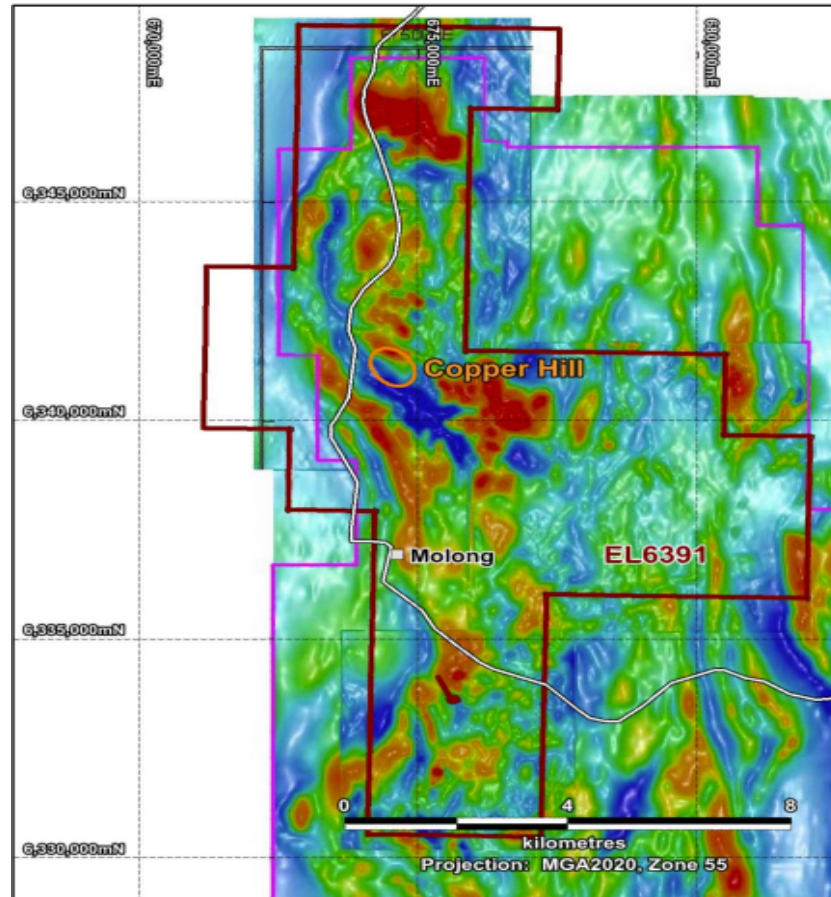 670,000mE
675,000mE
680,000mE
6,345,000mN
Copper Hill
6,340,000mN
Molong
EL6391
6,335,000mN
0 4 8
kilometres
6,330,000mN
Projection: MGA2020, Zone 55